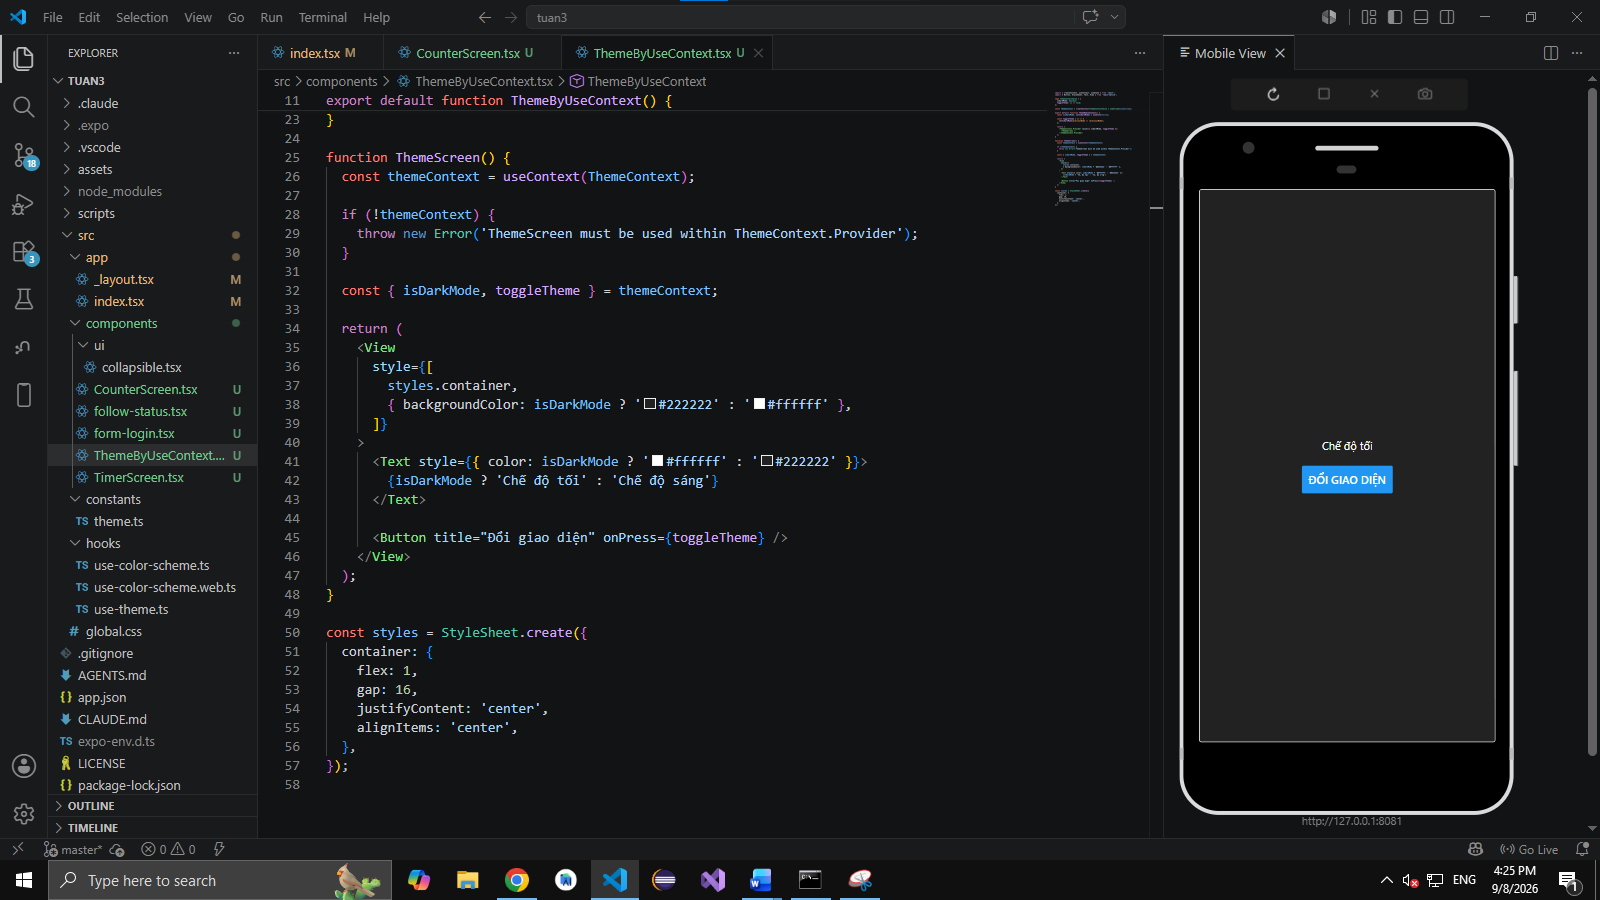 File Edit Selection View Go Run Terminal Help
tuan3
EXPLORER
TUAN3
.claude
.expo
.vscode
assets
node_modules
scripts
src
app
_layout.tsx M
index.tsx M
components
ui
collapsible.tsx
CounterScreen.tsx U
follow-status.tsx U
form-login.tsx U
ThemeByUseContext.... U
TimerScreen.tsx U
constants
TS theme.ts
hooks
TS use-color-scheme.ts
TS use-color-scheme.web.ts
TS use-theme.ts
# global.css
.gitignore
AGENTS.md
{} app.json
CLAUDE.md
TS expo-env.d.ts
LICENSE
{} package-lock.json
OUTLINE
TIMELINE
18
3
index.tsx M
CounterScreen.tsx U
ThemeByUseContext.tsx U
src > components > ThemeByUseContext.tsx > ThemeByUseContext
11 export default function ThemeByUseContext() {
23 }
24
25 function ThemeScreen() {
26 const themeContext = useContext(ThemeContext);
27
28 if (!themeContext) {
29 throw new Error('ThemeScreen must be used within ThemeContext.Provider');
30 }
31
32 const { isDarkMode, toggleTheme } = themeContext;
33
34 return (
35 <View
36 style={[
37 styles.container,
38 { backgroundColor: isDarkMode ? '#222222' : '#ffffff' },
39 ]}
40 >
41 <Text style={{ color: isDarkMode ? '#ffffff' : '#222222' }}>
42 {isDarkMode ? 'Chế độ tối' : 'Chế độ sáng'}
43 </Text>
44
45 <Button title="Đổi giao diện" onPress={toggleTheme} />
46 </View>
47 );
48 }
49
50 const styles = StyleSheet.create({
51 container: {
52 flex: 1,
53 gap: 16,
54 justifyContent: 'center',
55 alignItems: 'center',
56 },
57 });
58
Mobile View
Chế độ tối
ĐỔI GIAO DIỆN
http://127.0.0.1:8081
master*
0 0
Go Live
Type here to search
ENG
4:25 PM
9/8/2026
1